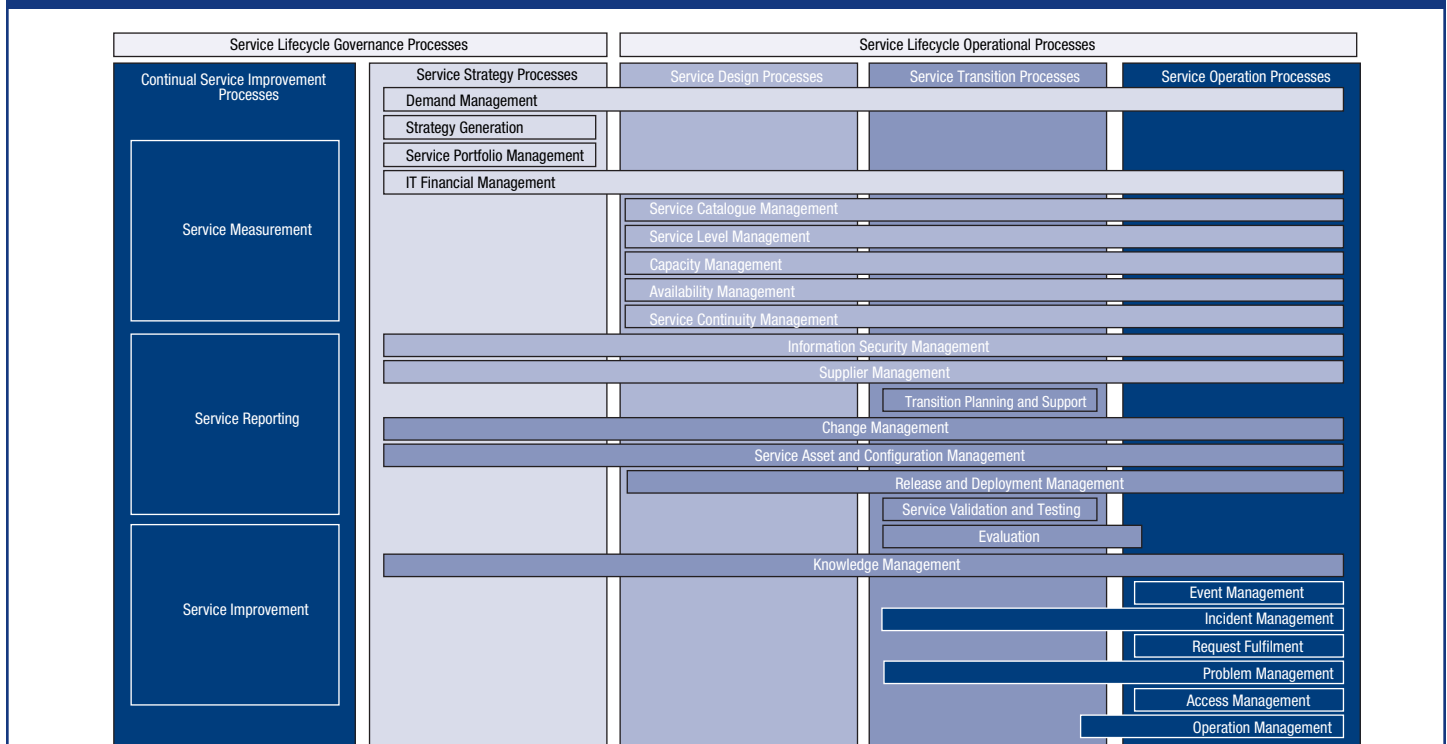 Service Lifecycle Governance Processes
Service Lifecycle Operational Processes
Continual Service Improvement
Processes
Service Strategy Processes
Service Design Processes
Service Transition Processes
Service Operation Processes
Demand Management
Strategy Generation
Service Portfolio Management
IT Financial Management
Service Measurement
Service Catalogue Management
Service Level Management
Capacity Management
Availability Management
Service Continuity Management
Information Security Management
Supplier Management
Transition Planning and Support
Service Reporting
Change Management
Service Asset and Configuration Management
Release and Deployment Management
Service Validation and Testing
Evaluation
Knowledge Management
Service Improvement
Event Management
Incident Management
Request Fulfilment
Problem Management
Access Management
Operation Management